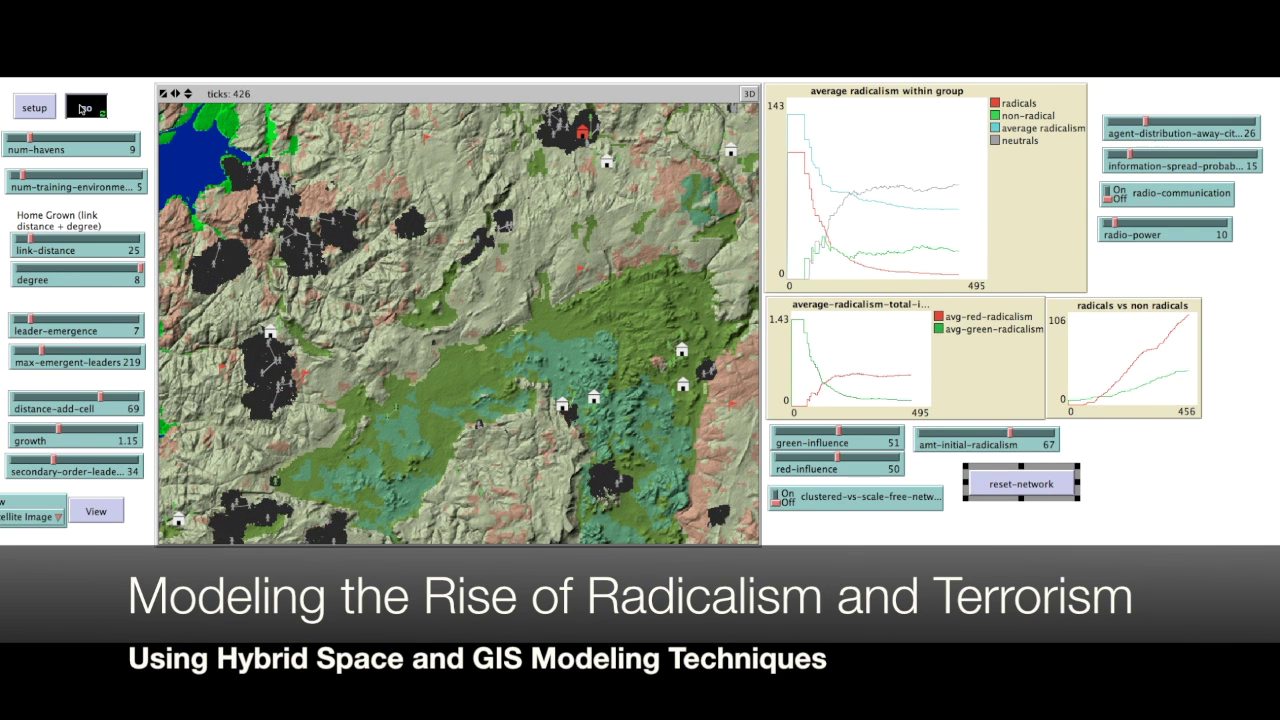 setup
go
ticks: 426
3D
num-havens 9
num-training-environme... 5
Home Grown (link
distance + degree)
link-distance 25
degree 8
leader-emergence 7
max-emergent-leaders 219
distance-add-cell 69
growth 1.15
secondary-order-leade... 34
tellite Image
View
average radicalism within group
143
0
0
495
radicals
non-radical
average radicalism
neutrals
average-radicalism-total-i...
1.43
0
0
495
avg-red-radicalism
avg-green-radicalism
radicals vs non radicals
106
0
0
456
green-influence 51
red-influence 50
amt-initial-radicalism 67
On
Off
clustered-vs-scale-free-netw...
reset-network
agent-distribution-away-cit... 26
information-spread-probab... 15
On
Off
radio-communication
radio-power 10
Modeling the Rise of Radicalism and Terrorism
Using Hybrid Space and GIS Modeling Techniques